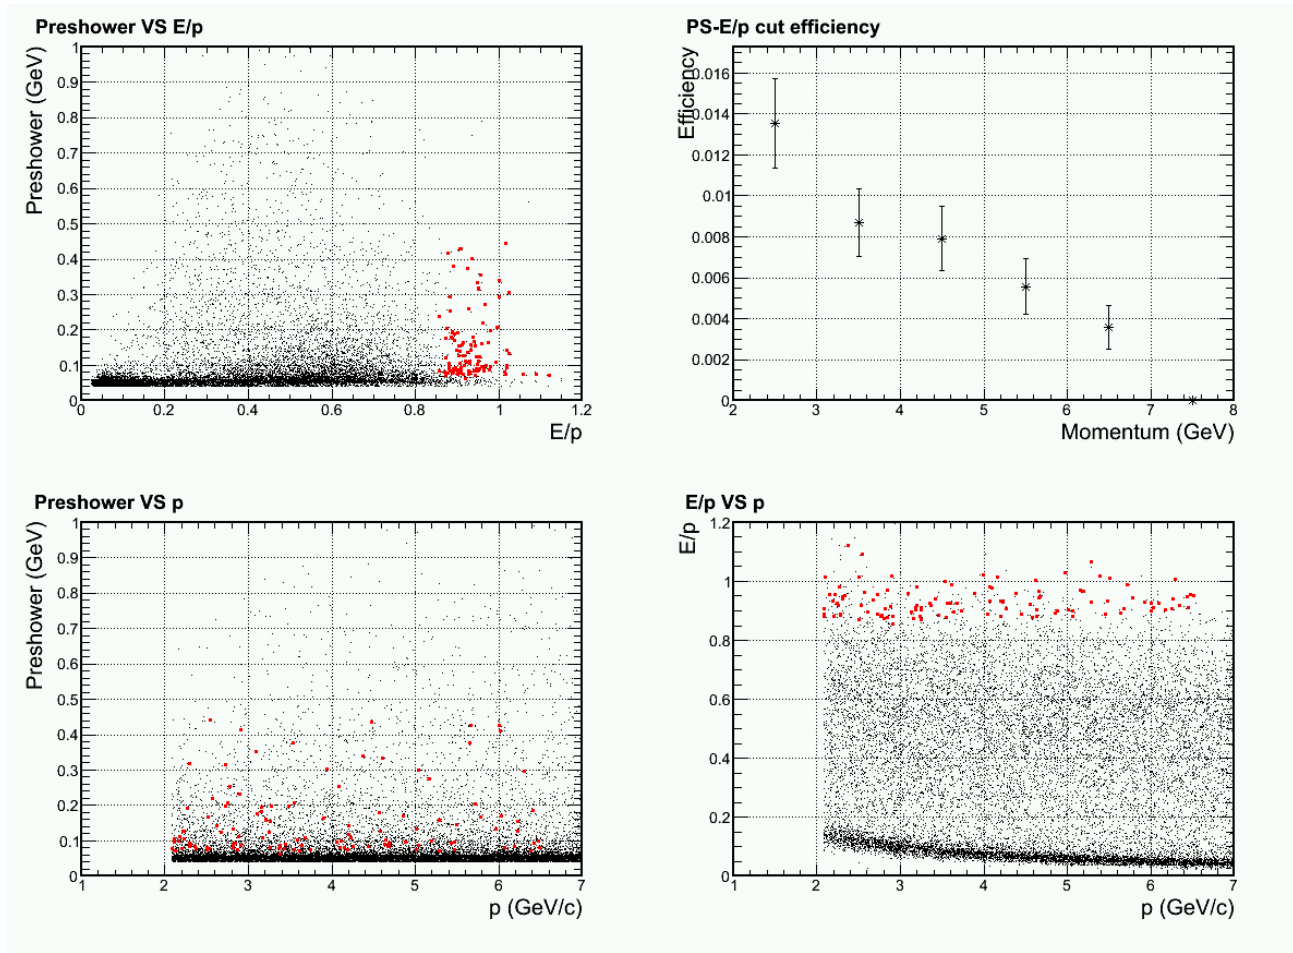 Preshower VS E/p
Preshower (GeV)
1
0.9
0.8
0.7
0.6
0.5
0.4
0.3
0.2
0.1
0
0 0.2 0.4 0.6 0.8 1 1.2
E/p
PS-E/p cut efficiency
Efficiency
0.016
0.014
0.012
0.01
0.008
0.006
0.004
0.002
0
2 3 4 5 6 7 8
Momentum (GeV)
Preshower VS p
Preshower (GeV)
1
0.9
0.8
0.7
0.6
0.5
0.4
0.3
0.2
0.1
0
1 2 3 4 5 6 7
p (GeV/c)
E/p VS p
E/p
1.2
1
0.8
0.6
0.4
0.2
0
1 2 3 4 5 6 7
p (GeV/c)